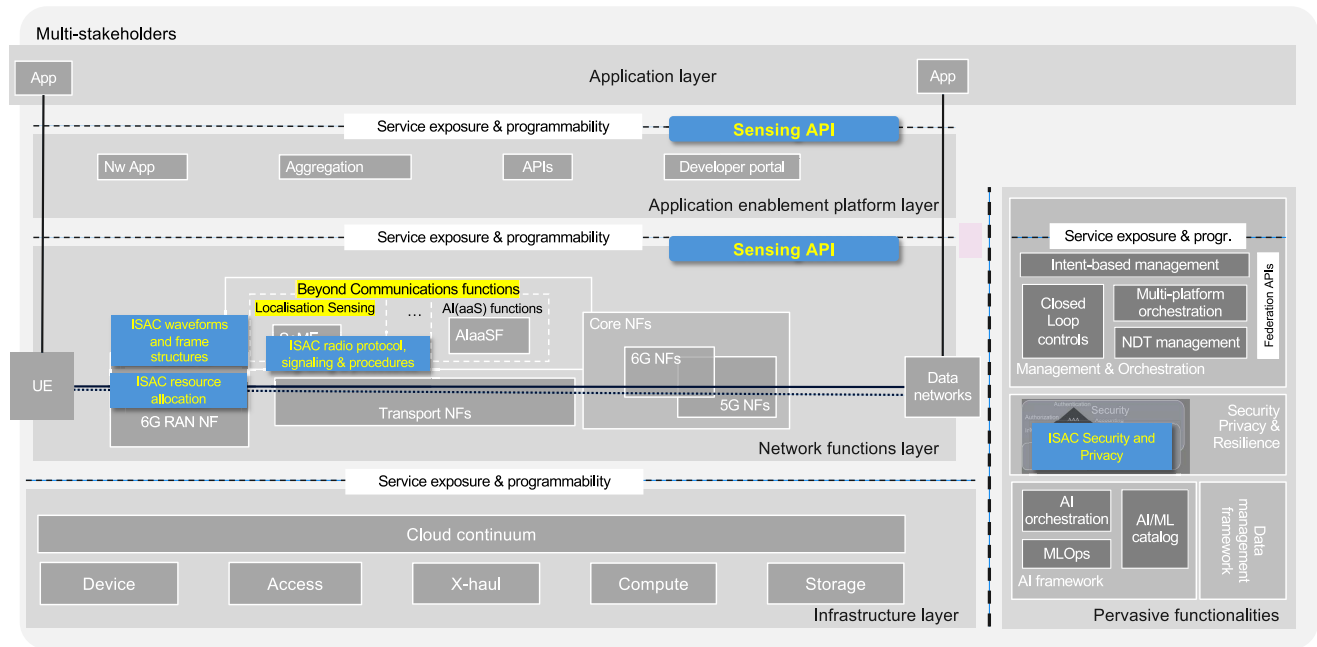 Multi-stakeholders
App
Application layer
App
Service exposure & programmability
Sensing API
Nw App
Aggregation
APIs
Developer portal
Application enablement platform layer
Service exposure & programmability
Sensing API
Beyond Communications functions
Localisation Sensing
...
AI(aaS) functions
AIaaSF
ISAC waveforms
and frame
structures
ISAC radio protocol,
signaling & procedures
Core NFs
6G NFs
5G NFs
UE
ISAC resource
allocation
6G RAN NF
Transport NFs
Data
networks
Network functions layer
Service exposure & programmability
Cloud continuum
Device
Access
X-haul
Compute
Storage
Infrastructure layer
Service exposure & progr.
Intent-based management
Closed
Loop
controls
Multi-platform
orchestration
NDT management
Federation APIs
Management & Orchestration
Authentication
Security
AAA
ISAC Security and
Privacy
Security
Privacy &
Resilience
AI
orchestration
MLOps
AI/ML
catalog
AI framework
Data
management
framework
Pervasive functionalities